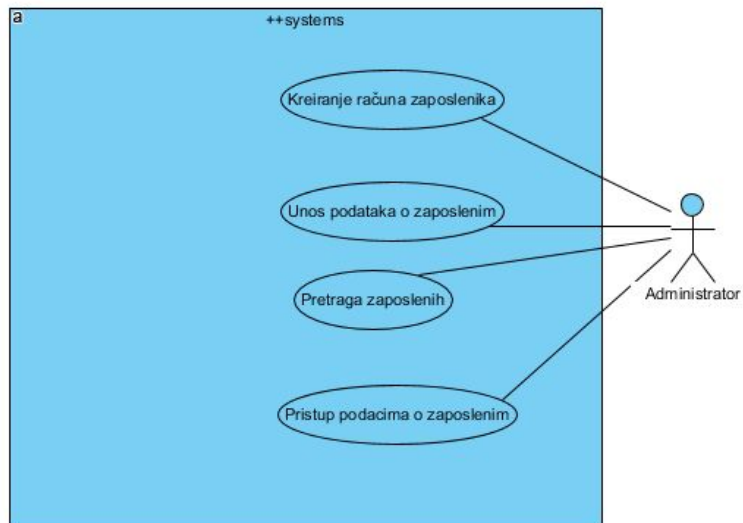 a
++systems
Kreiranje računa zaposlenika
Unos podataka o zaposlenim
Pretraga zaposlenih
Administrator
Pristup podacima o zaposlenim